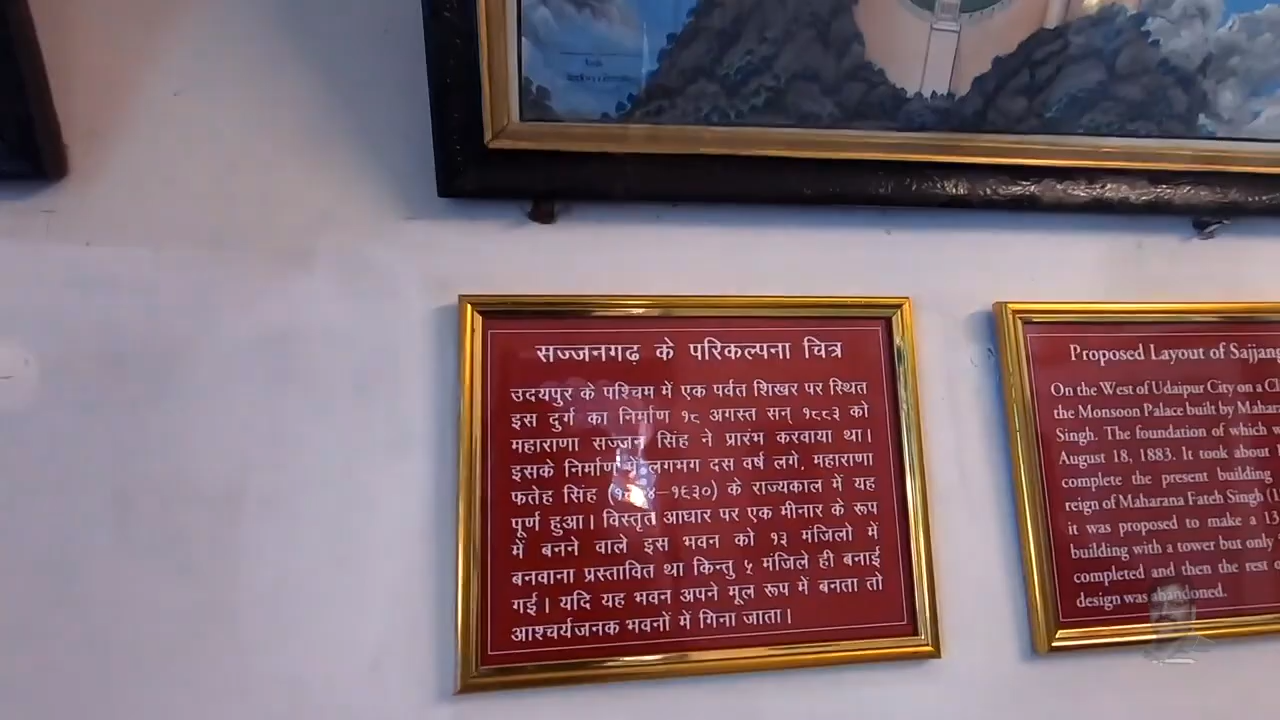 सज्जनगढ़ के परिकल्पना चित्र
उदयपुर के पश्चिम में एक पर्वत शिखर पर स्थित
इस दुर्ग का निर्माण १८ अगस्त सन् १८८३ को
महाराणा सज्जन सिंह ने प्रारंभ करवाया था।
इसके निर्माण में लगभग दस वर्ष लगे, महाराणा
फतेह सिंह के राज्यकाल में यह
पूर्ण हुआ। विस्तृत आधार पर एक मीनार के रूप
में बनने वाले इस भवन को १३ मंजिलो में
बनवाना प्रस्तावित था किन्तु ५ मंजिले ही बनाई
गई। यदि यह भवन अपने मूल रूप में बनता तो
आश्चर्यजनक भवनों में गिना जाता।
Proposed Layout of Sajjang
On the West of Udaipur City on a
the Monsoon Palace built by Mahar
Singh. The foundation of which
August 18, 1883. It took about
complete the present building
reign of Maharana Fateh Singh
it was proposed to make a 13
building with a tower but only
completed and then the rest
design was abandoned.